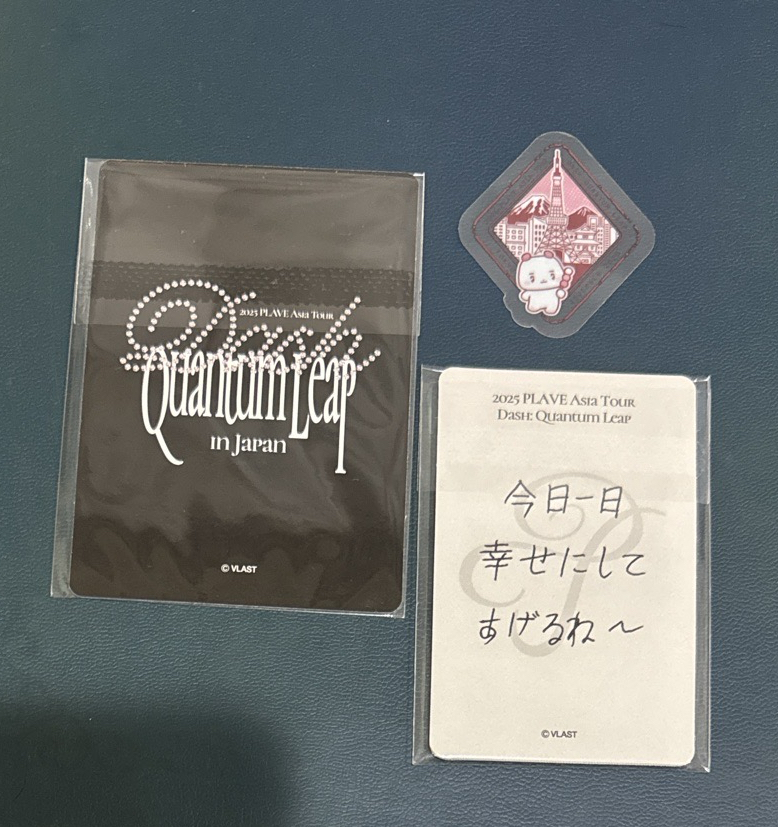 2025 PLAVE Asia Tour
Dash
Quantum Leap
in Japan
© VLAST
2025 PLAVE Asia Tour
Dash: Quantum Leap
今日一日
幸せにして
あげるね〜
© VLAST